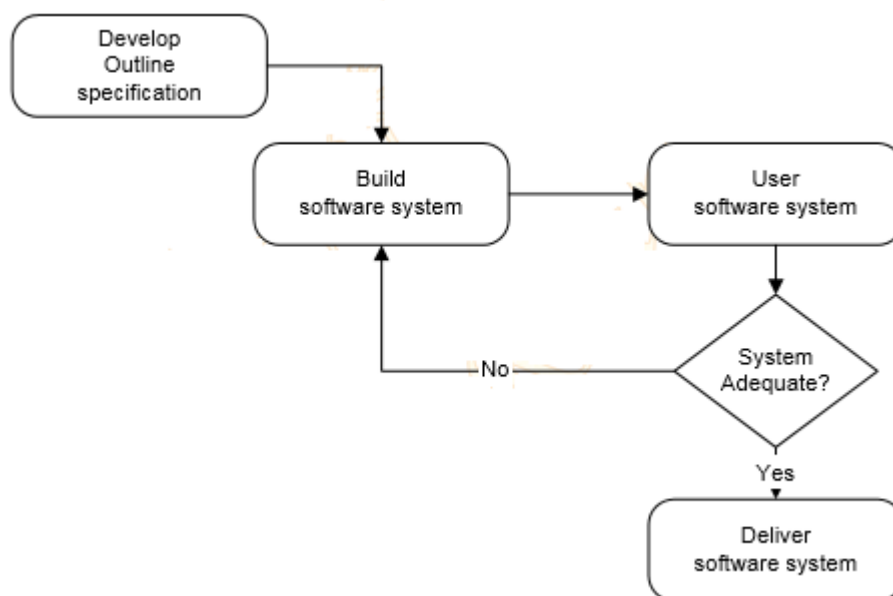 Develop
Outline
specification
Build
software system
User
software system
System
Adequate?
No
Yes
Deliver
software system